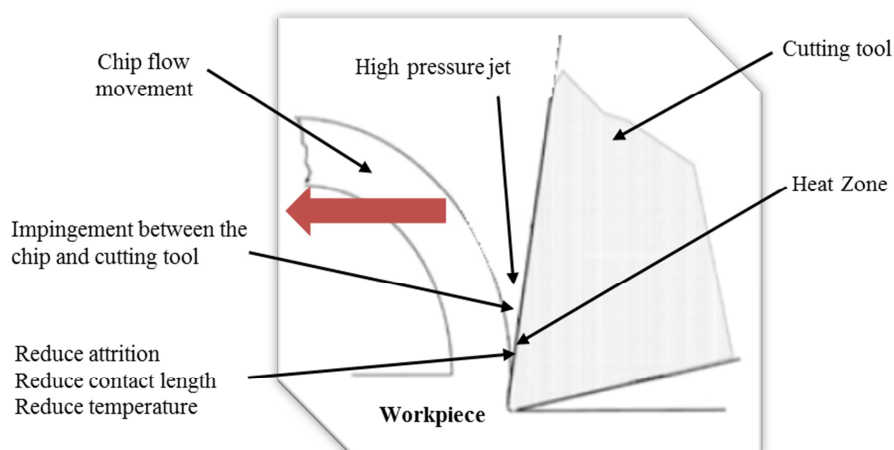 Chip flow
movement
High pressure jet
Cutting tool
Heat Zone
Impingement between the
chip and cutting tool
Reduce attrition
Reduce contact length
Reduce temperature
Workpiece